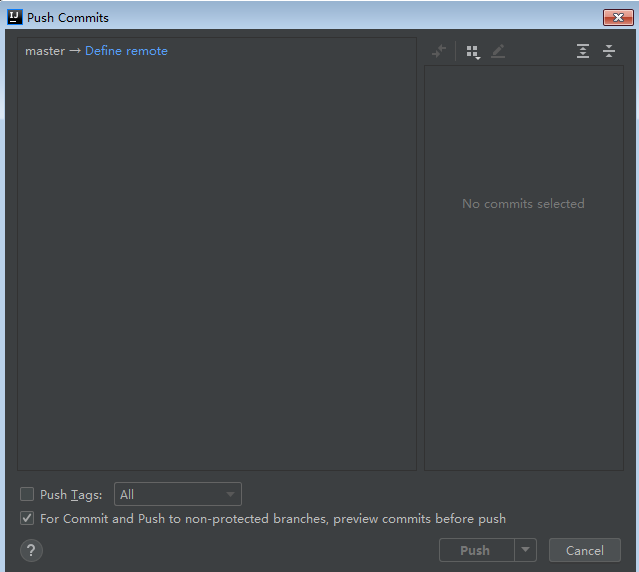 IJ Push Commits
master → Define remote
No commits selected
Push Tags: All
For Commit and Push to non-protected branches, preview commits before push
? Push Cancel